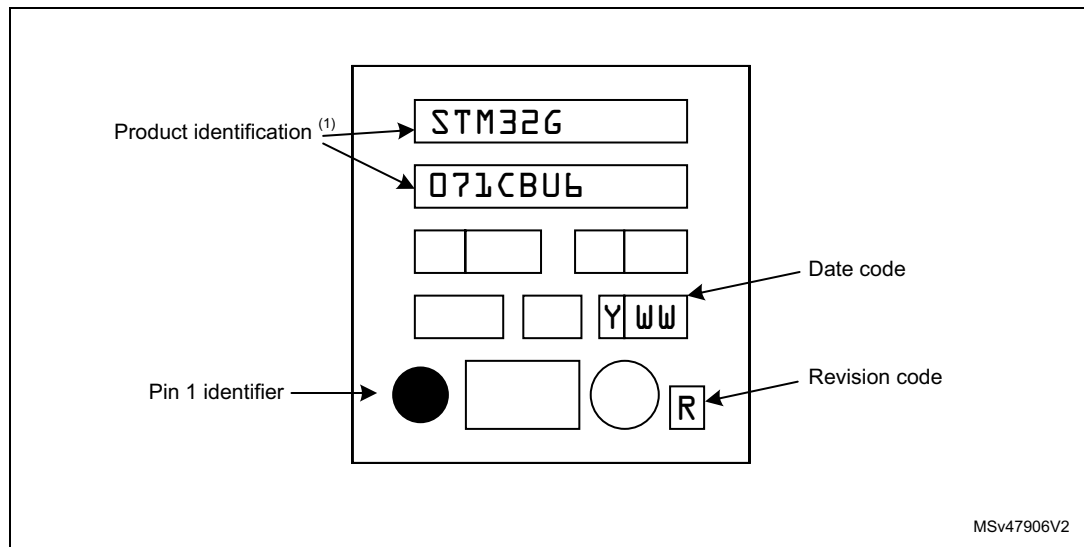 STM32G
Product identification (1)
071CBU6
Date code
Y WW
Pin 1 identifier
Revision code
R
MSv47906V2